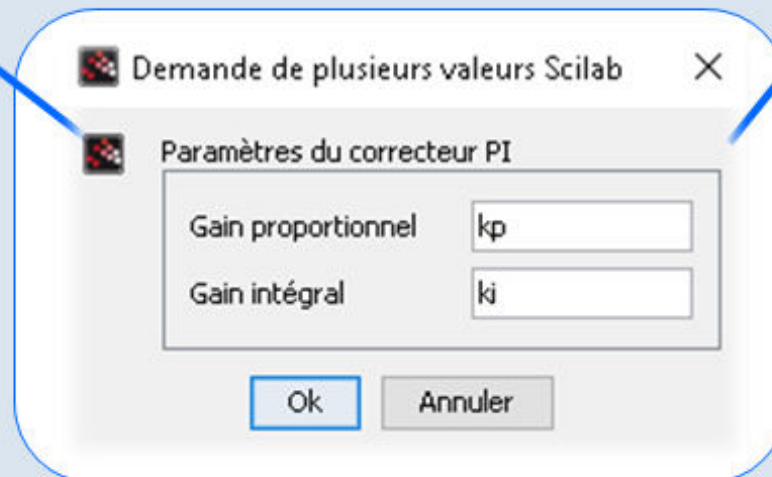 Demande de plusieurs valeurs Scilab
Paramètres du correcteur PI
Gain proportionnel kp
Gain intégral ki
Ok Annuler